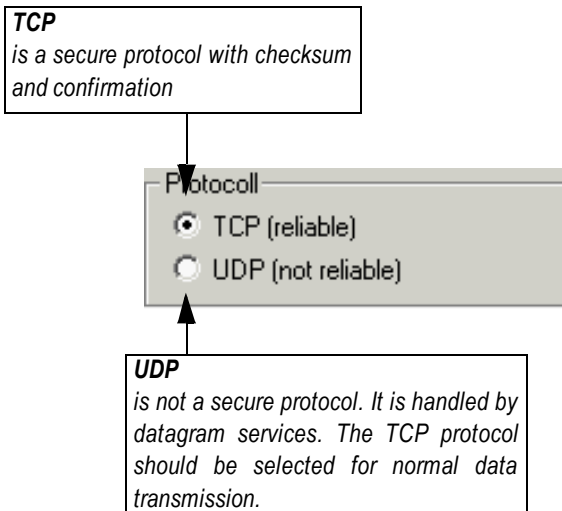 TCP
is a secure protocol with checksum
and confirmation
Protocoll
TCP (reliable)
UDP (not reliable)
UDP
is not a secure protocol. It is handled by
datagram services. The TCP protocol
should be selected for normal data
transmission.